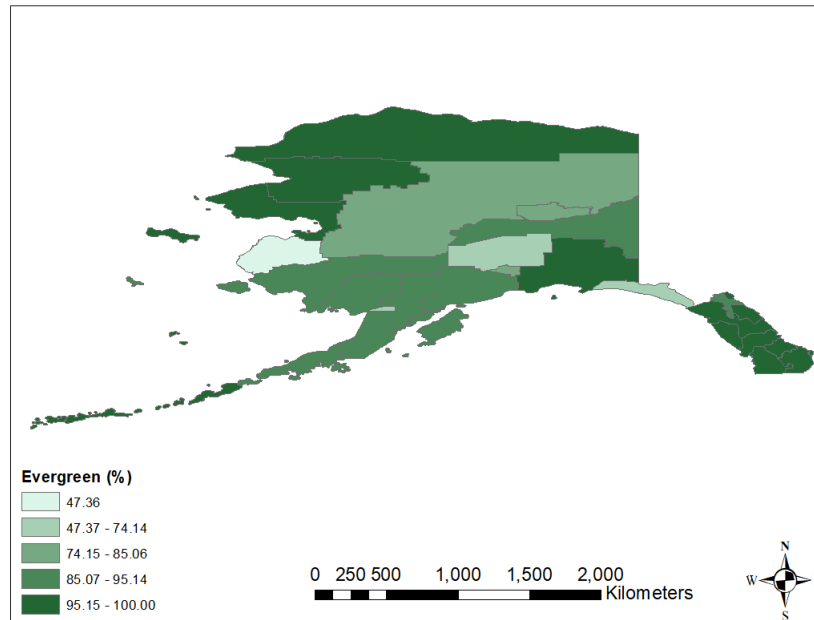 Evergreen (%)
47.36
47.37 - 74.14
74.15 - 85.06
85.07 - 95.14
95.15 - 100.00
0 250 500 1,000 1,500 2,000
Kilometers
N
W E
S